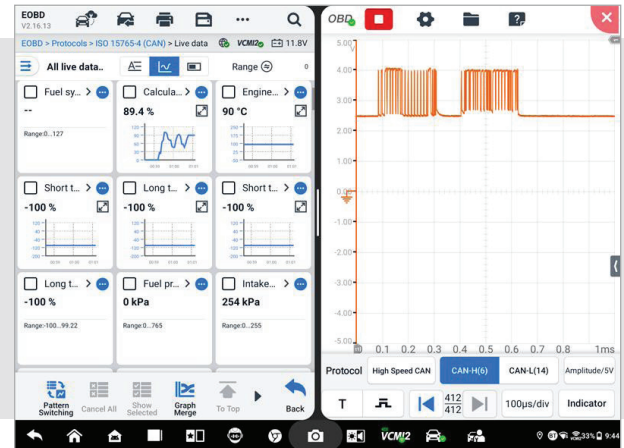 EOBD
V2.16.13
EOBD > Protocols > ISO 15765-4 (CAN) > Live data
VCMI2
11.8V
All live data..
Range
0
Fuel sy...
--
Range:0...127
Calcula...
89.4 %
Engine...
90 °C
Short t...
-100 %
Long t...
-100 %
Short t...
-100 %
Long t...
-100 %
Range:-100...99.22
Fuel pr...
0 kPa
Range:0...765
Intake...
254 kPa
Range:0...255
Pattern
Switching
Cancel All
Show
Selected
Graph
Merge
To Top
Back
OBD
5.00
V
4.00
3.00
2.00
1.00
0.00
-1.00
-2.00
-3.00
-4.00
-5.00
0.1 0.2 0.3 0.4 0.5 0.6 0.7 0.8 1ms
Protocol
High Speed CAN
CAN-H(6)
CAN-L(14)
Amplitude/5V
T
412
412
100μs/div
Indicator
VCMI2
33%
9:44